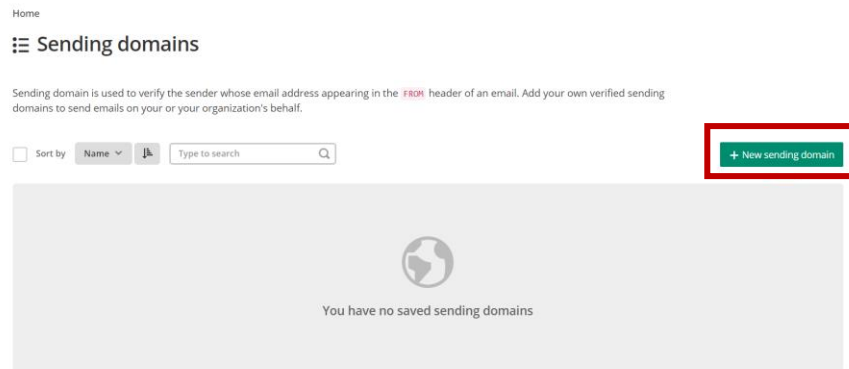 Home
Sending domains
Sending domain is used to verify the sender whose email address appearing in the FROM header of an email. Add your own verified sending
domains to send emails on your or your organization's behalf.
Sort by Name Type to search + New sending domain
You have no saved sending domains